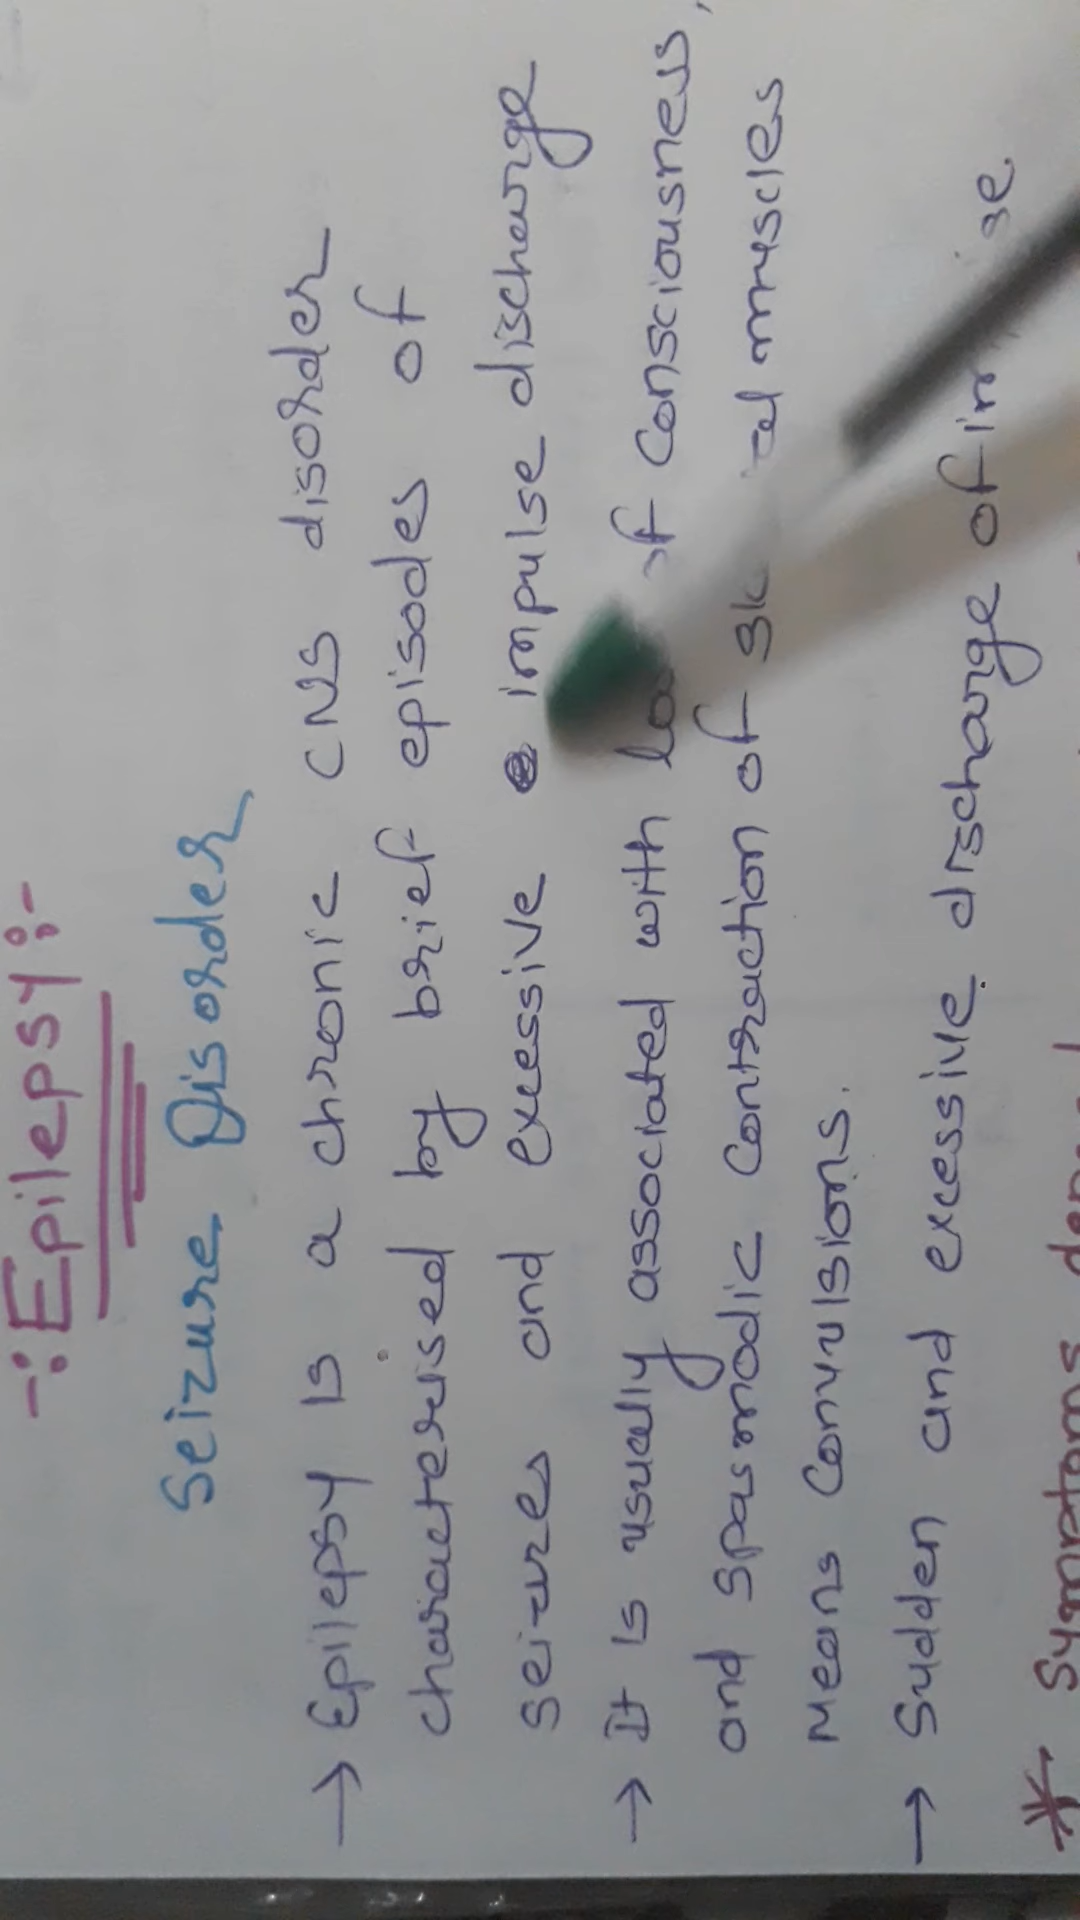 -: Epilepsy :-
Seizure Disorder
→ Epilepsy is a chronic CNS disorder
characterised by brief episodes of
seizures and excessive impulse discharge
→ It is usually associated with of Consciousness,
and spasmodic contraction of muscles
Means Convulsions.
→ Sudden and excessive discharge of
* Symptoms